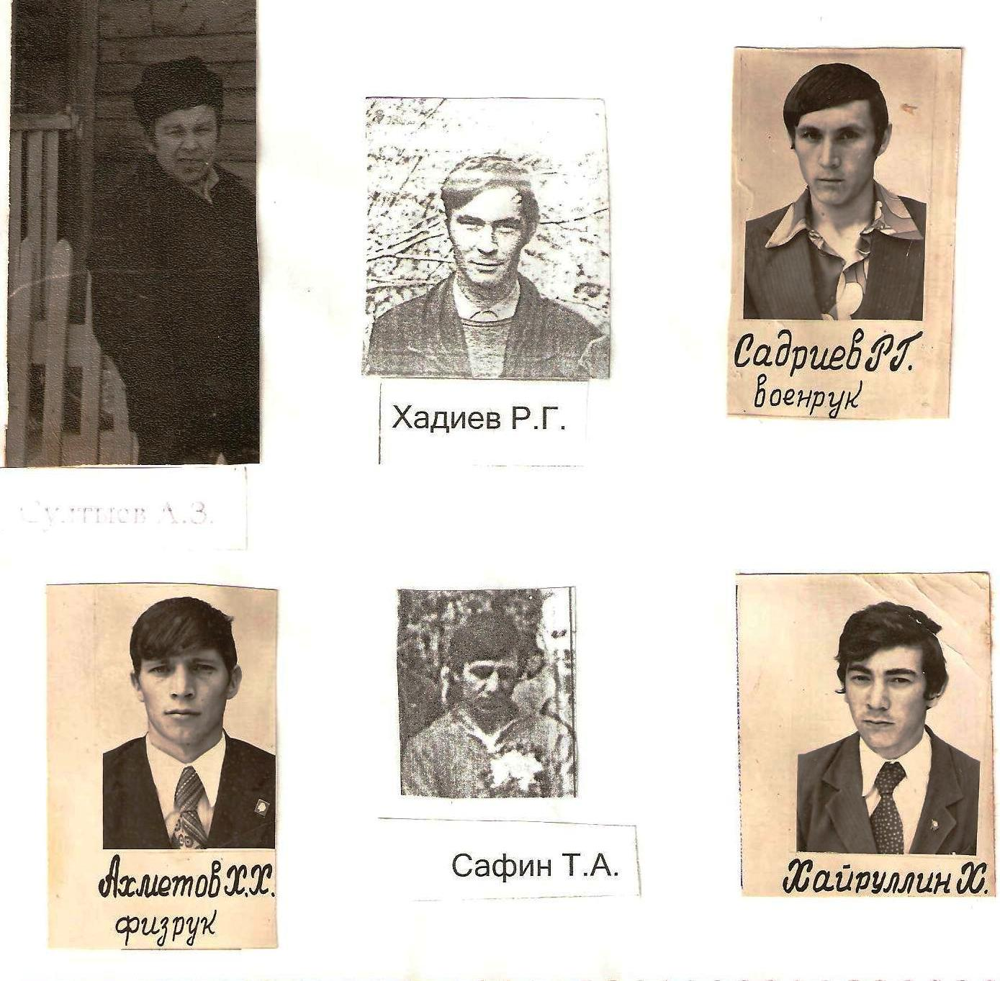 Хадиев Р.Г.
Садриев Р.Г.
военрук
Султыев А.З.
Ахметов Х.Х.
физрук
Сафин Т.А.
Хайруллин Х.